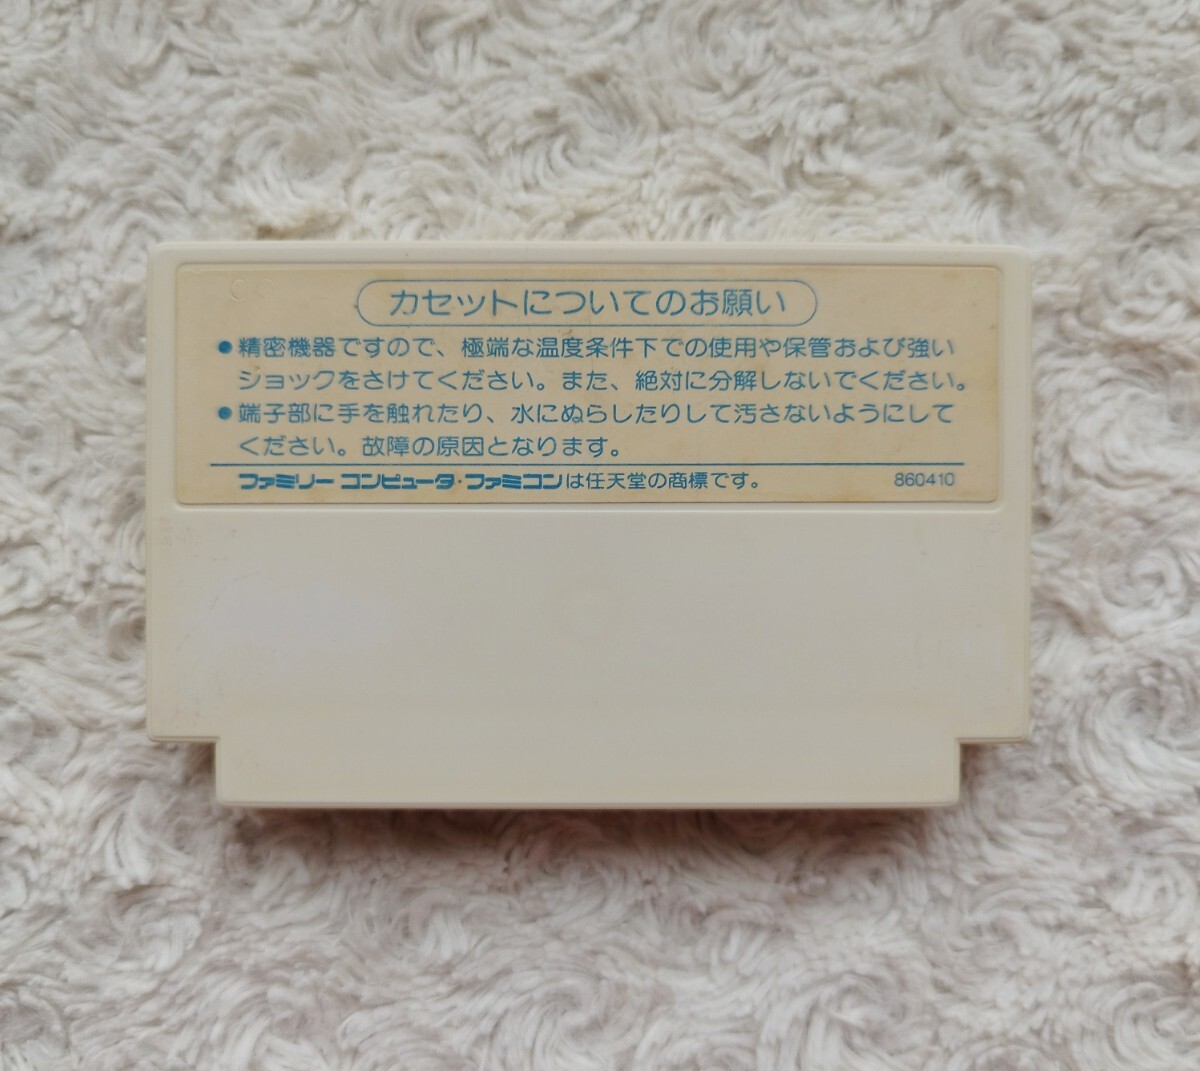 カセットについてのお願い
●精密機器ですので、極端な温度条件下での使用や保管および強い
ショックをさけてください。また、絶対に分解しないでください。
●端子部に手を触れたり、水にぬらしたりして汚さないようにして
ください。故障の原因となります。
ファミリー コンピュータ・ファミコンは任天堂の商標です。 860410